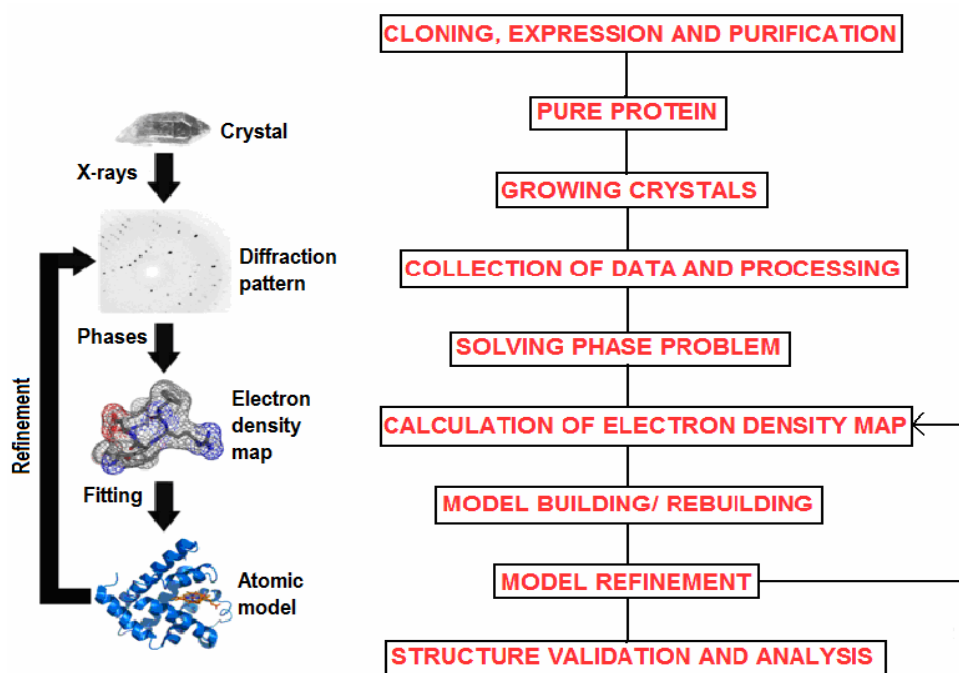 Crystal
X-rays
Diffraction
pattern
Phases
Electron
density
map
Fitting
Atomic
model
Refinement
CLONING, EXPRESSION AND PURIFICATION
PURE PROTEIN
GROWING CRYSTALS
COLLECTION OF DATA AND PROCESSING
SOLVING PHASE PROBLEM
CALCULATION OF ELECTRON DENSITY MAP
MODEL BUILDING/ REBUILDING
MODEL REFINEMENT
STRUCTURE VALIDATION AND ANALYSIS